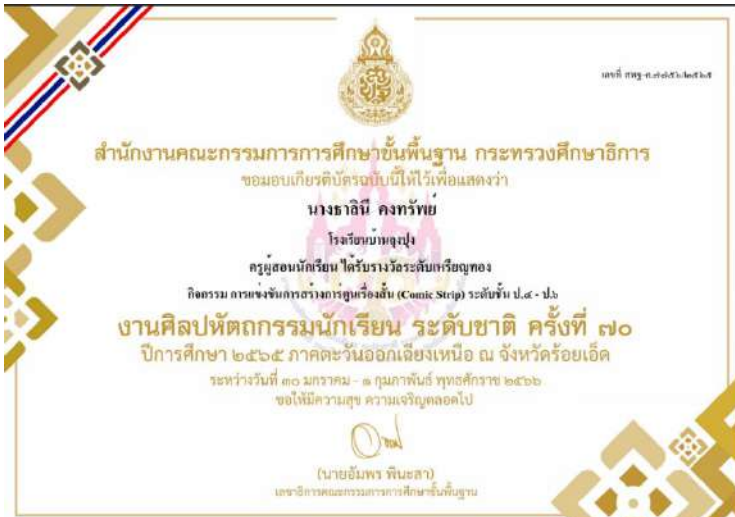 เลขที่ สพฐ-ค.
สำนักงานคณะกรรมการการศึกษาขั้นพื้นฐาน กระทรวงศึกษาธิการ
ขอมอบเกียรติบัตรฉบับนี้ให้ไว้เพื่อแสดงว่า
นางธาลินี คงทรัพย์
โรงเรียนบ้านจุงปุง
ครูผู้สอนนักเรียน ได้รับรางวัลระดับเหรียญทอง
กิจกรรม การแข่งขันการสร้างการ์ตูนเรื่องสั้น (Comic Strip) ระดับชั้น ป.๔ - ป.๖
งานศิลปหัตถกรรมนักเรียน ระดับชาติ ครั้งที่ ๗๐
ปีการศึกษา ๒๕๖๕ ภาคตะวันออกเฉียงเหนือ ณ จังหวัดร้อยเอ็ด
ระหว่างวันที่ ๓๐ มกราคม - ๑ กุมภาพันธ์ พุทธศักราช ๒๕๖๖
ขอให้มีความสุข ความเจริญตลอดไป
(นายอัมพร พินะสา)
เลขาธิการคณะกรรมการการศึกษาขั้นพื้นฐาน